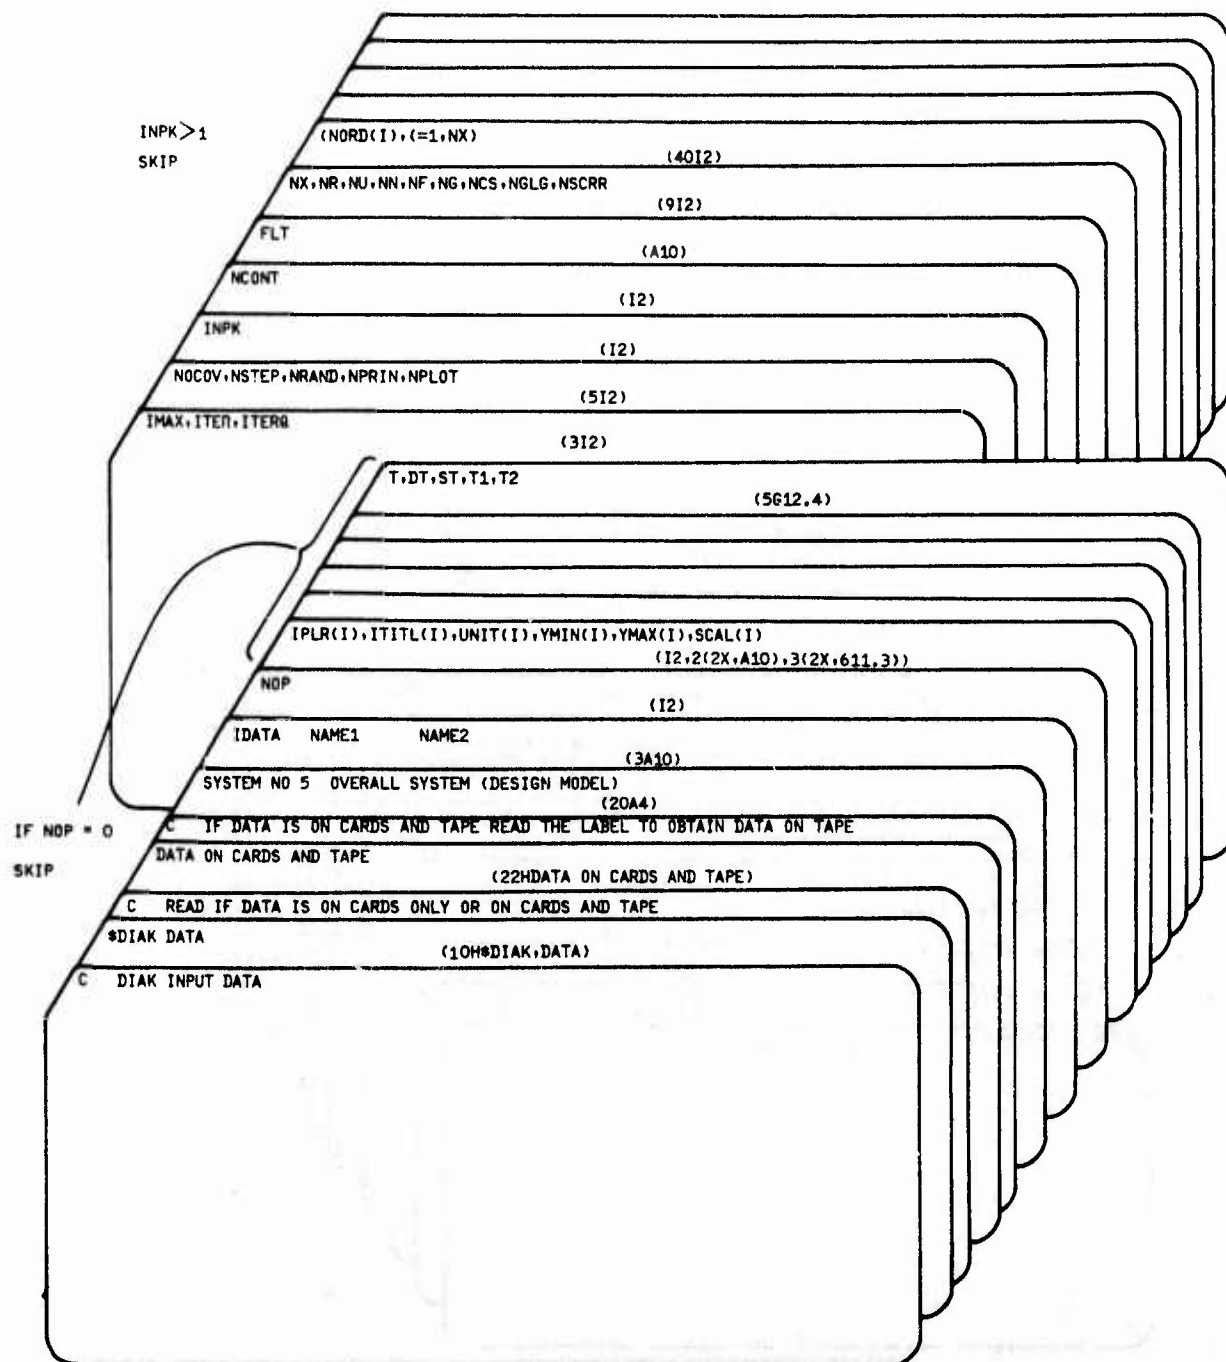 INPK>1
SKIP
(NORD(I),(=1,NX)
(40I2)
NX,NR,NU,NN,NF,NG,NCS,NGLG,NSCRR
(9I2)
FLT
(A10)
NCONT
(I2)
INPK
(I2)
NOCOV,NSTEP,NRAND,NPRIN,NPLOT
(5I2)
IMAX,ITER,ITERQ
(3I2)
T,DT,ST,T1,T2
(5G12.4)
IPLR(I),ITITL(I),UNIT(I),YMIN(I),YMAX(I),SCAL(I)
(I2,2(2X,A10),3(2X,611.3))
NOP
(I2)
IDATA NAME1 NAME2
(3A10)
SYSTEM NO 5 OVERALL SYSTEM (DESIGN MODEL)
(20A4)
IF NOP = 0
SKIP
C IF DATA IS ON CARDS AND TAPE READ THE LABEL TO OBTAIN DATA ON TAPE
DATA ON CARDS AND TAPE
(22HDATA ON CARDS AND TAPE)
C READ IF DATA IS ON CARDS ONLY OR ON CARDS AND TAPE
$DIAK DATA
(10H$DIAK,DATA)
C DIAK INPUT DATA